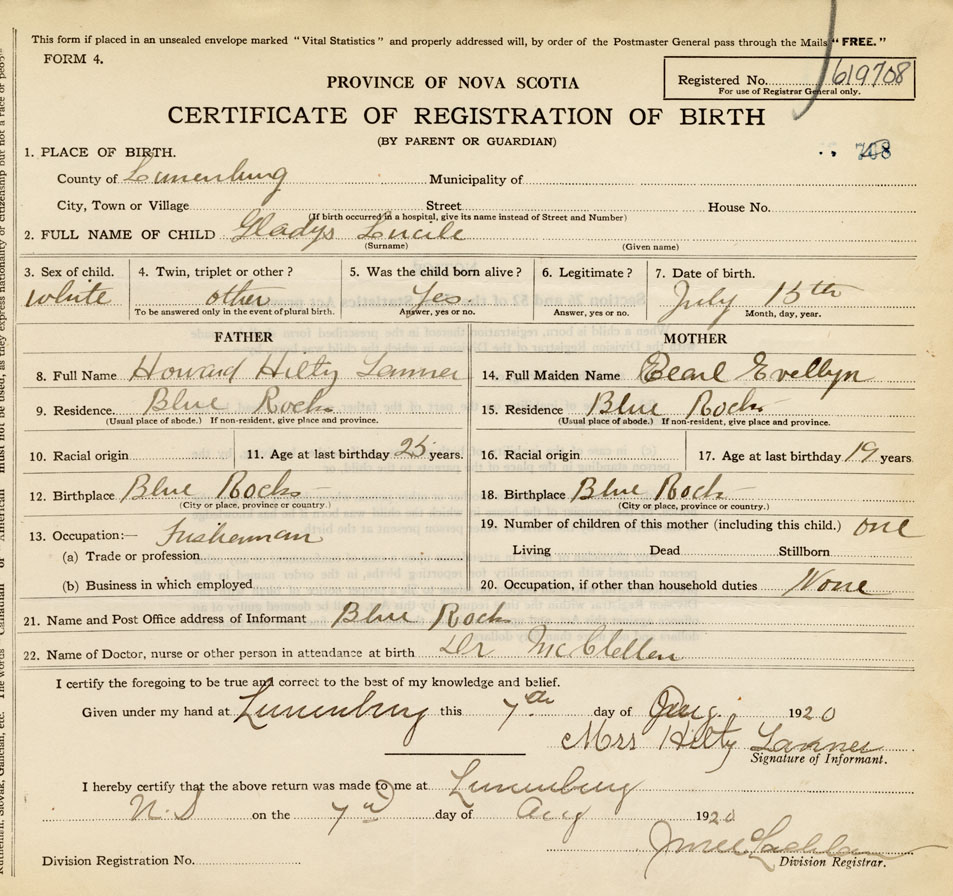 This form if placed in an unsealed envelope marked "Vital Statistics" and properly addressed will, by order of the Postmaster General pass through the Mails "FREE."
FORM 4.
Registered No. 619708
For use of Registrar General only.
PROVINCE OF NOVA SCOTIA
CERTIFICATE OF REGISTRATION OF BIRTH
(BY PARENT OR GUARDIAN)
708
1. PLACE OF BIRTH.
County of Lunenburg Municipality of
City, Town or Village Street House No.
(If birth occurred in a hospital, give its name instead of Street and Number)
2. FULL NAME OF CHILD Gladys Lucile
(Surname) (Given name)
3. Sex of child. 4. Twin, triplet or other? 5. Was the child born alive? 6. Legitimate? 7. Date of birth.
White other Yes July 15th
To be answered only in the event of plural birth. Answer, yes or no. Answer, yes or no. Month, day, year.
FATHER MOTHER
8. Full Name Howard Hilty 14. Full Maiden Name Pearl Evellyn
9. Residence. Blue Rocks 15. Residence Blue Rock
(Usual place of abode.) If non-resident, give place and province. (Usual place of abode.) If non-resident, give place and province.
10. Racial origin 11. Age at last birthday 25 years. 16. Racial origin 17. Age at last birthday 19 years
12. Birthplace Blue Rocks 18. Birthplace Blue Rock
(City or place, province or country.) (City or place, province or country.)
13. Occupation:— Fisherman 19. Number of children of this mother (including this child.) one
(a) Trade or profession Living Dead Stillborn
(b) Business in which employed 20. Occupation, if other than household duties None
21. Name and Post Office address of Informant Blue Rock
22. Name of Doctor, nurse or other person in attendance at birth Dr McClellen
I certify the foregoing to be true and correct to the best of my knowledge and belief.
Given under my hand at Lunenburg this 7th day of Aug. 1920
Mrs Hilty
Signature of Informant.
I hereby certify that the above return was made to me at Lunenburg
N.S on the 7th day of Aug 1920
Division Registration No. Division Registrar.